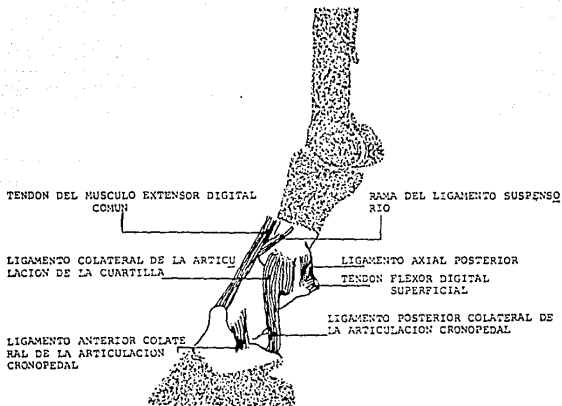 TENDON DEL MUSCULO EXTENSOR DIGITAL
COMUN
RAMA DEL LIGAMENTO SUSPENSO
RIO
LIGAMENTO COLATERAL DE LA ARTICU
LACION DE LA CUARTILLA
LIGAMENTO AXIAL POSTERIOR
TENDON FLEXOR DIGITAL
SUPERFICIAL
LIGAMENTO POSTERIOR COLATERAL DE
LA ARTICULACION CRONOPEDAL
LIGAMENTO ANTERIOR COLATE
RAL DE LA ARTICULACION
CRONOPEDAL